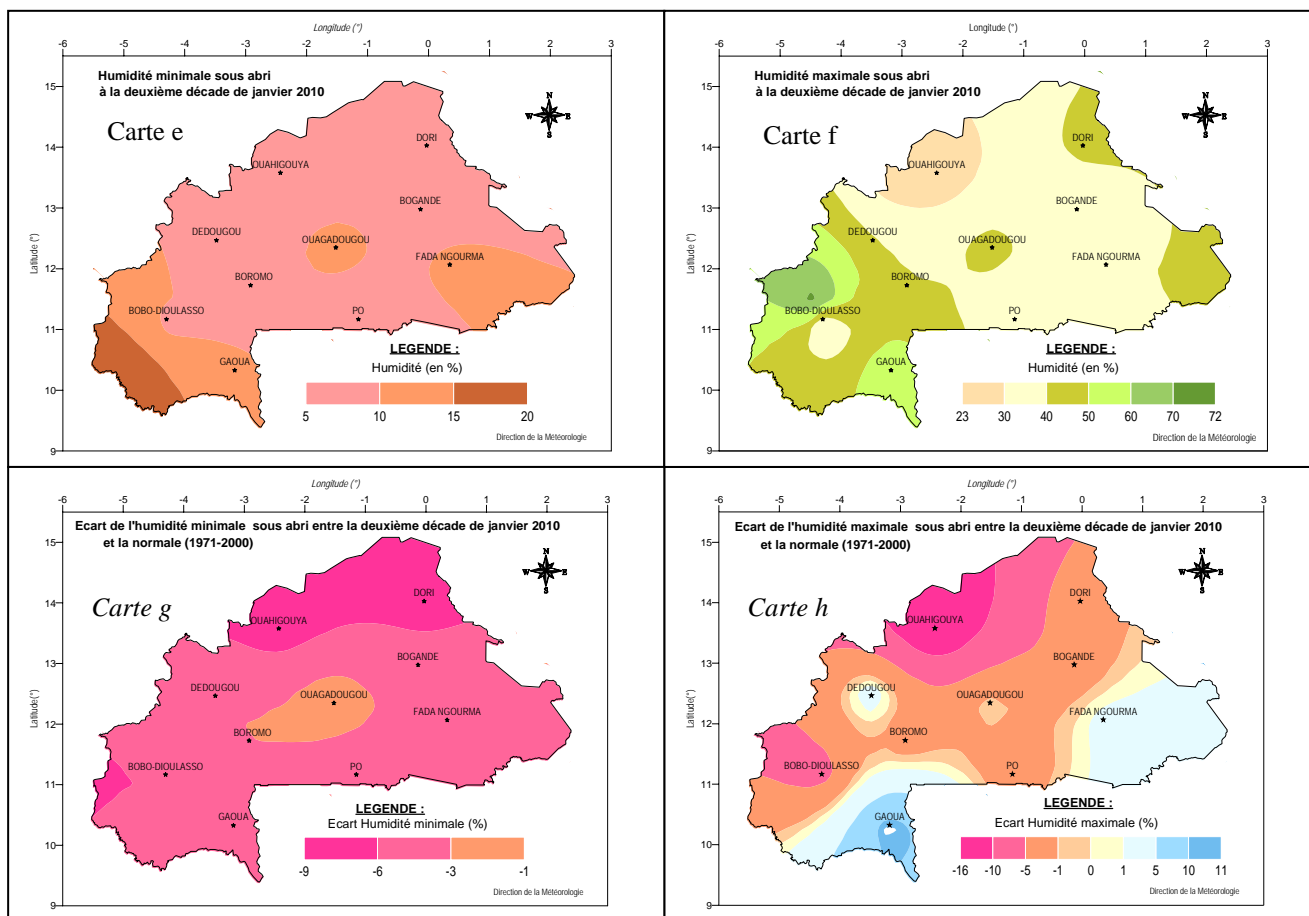 Longitude (°)
-6 -5 -4 -3 -2 -1 0 1 2 3
Humidité minimale sous abri
à la deuxième décade de janvier 2010
Carte e
N
W E
S
15
14
13
12
11
10
9
Latitude (°)
DORI
OUAHIGOUYA
BOGANDE
DEDOUGOU
OUAGADOUGOU
FADA NGOURMA
BOROMO
BOBO-DIOULASSO
PO
GAOUA
LEGENDE :
Humidité (en %)
5 10 15 20
Direction de la Météorologie
Longitude (°)
-6 -5 -4 -3 -2 -1 0 1 2 3
Humidité maximale sous abri
à la deuxième décade de janvier 2010
Carte f
N
W E
S
15
14
13
12
11
10
9
Latitude (°)
DORI
OUAHIGOUYA
BOGANDE
DEDOUGOU
OUAGADOUGOU
FADA NGOURMA
BOROMO
BOBO-DIOULASSO
PO
GAOUA
LEGENDE :
Humidité (en %)
23 30 40 50 60 70 72
Direction de la Météorologie
Longitude (°)
-6 -5 -4 -3 -2 -1 0 1 2 3
Ecart de l'humidité minimale sous abri entre la deuxième décade de janvier 2010
et la normale (1971-2000)
Carte g
N
W E
S
15
14
13
12
11
10
9
Latitude(°)
DORI
OUAHIGOUYA
BOGANDE
DEDOUGOU
OUAGADOUGOU
FADA NGOURMA
BOROMO
BOBO-DIOULASSO
PO
GAOUA
LEGENDE :
Ecart Humidité minimale (%)
-9 -6 -3 -1
Direction de la Météorologie
Longitude (°)
-6 -5 -4 -3 -2 -1 0 1 2 3
Ecart de l'humidité maximale sous abri entre la deuxième décade de janvier 2010
et la normale (1971-2000)
Carte h
N
W E
S
15
14
13
12
11
10
9
Latitude (°)
DORI
OUAHIGOUYA
BOGANDE
DEDOUGOU
OUAGADOUGOU
FADA NGOURMA
BOROMO
BOBO-DIOULASSO
PO
GAOUA
LEGENDE :
Ecart Humidité maximale (%)
-16 -10 -5 -1 0 1 5 10 11
Direction de la Météorologie